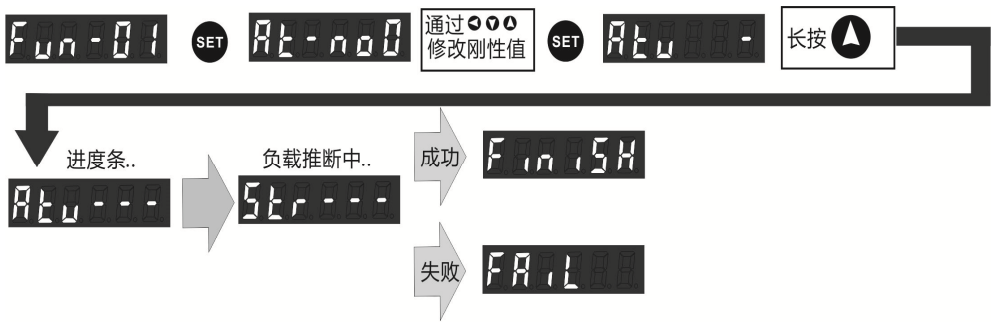 Fun-01
SET
At-no0
通过
修改刚性值
SET
Atu -
长按
进度条..
Atu---
负载推断中..
Str---
成功
FiniSH
失败
FAiL